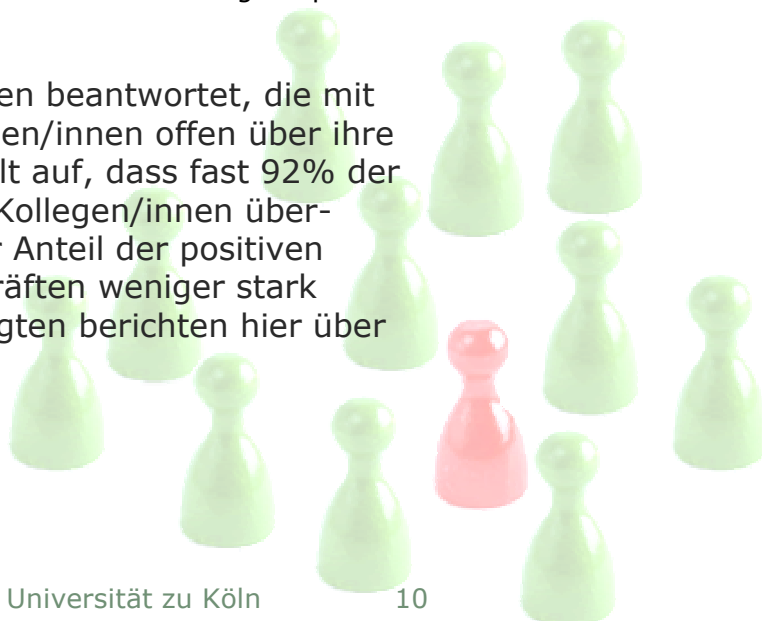 en beantwortet, die mit
en/innen offen über ihre
lt auf, dass fast 92% der
Kollegen/innen über-
r Anteil der positiven
räften weniger stark
gten berichten hier über
Universität zu Köln 10